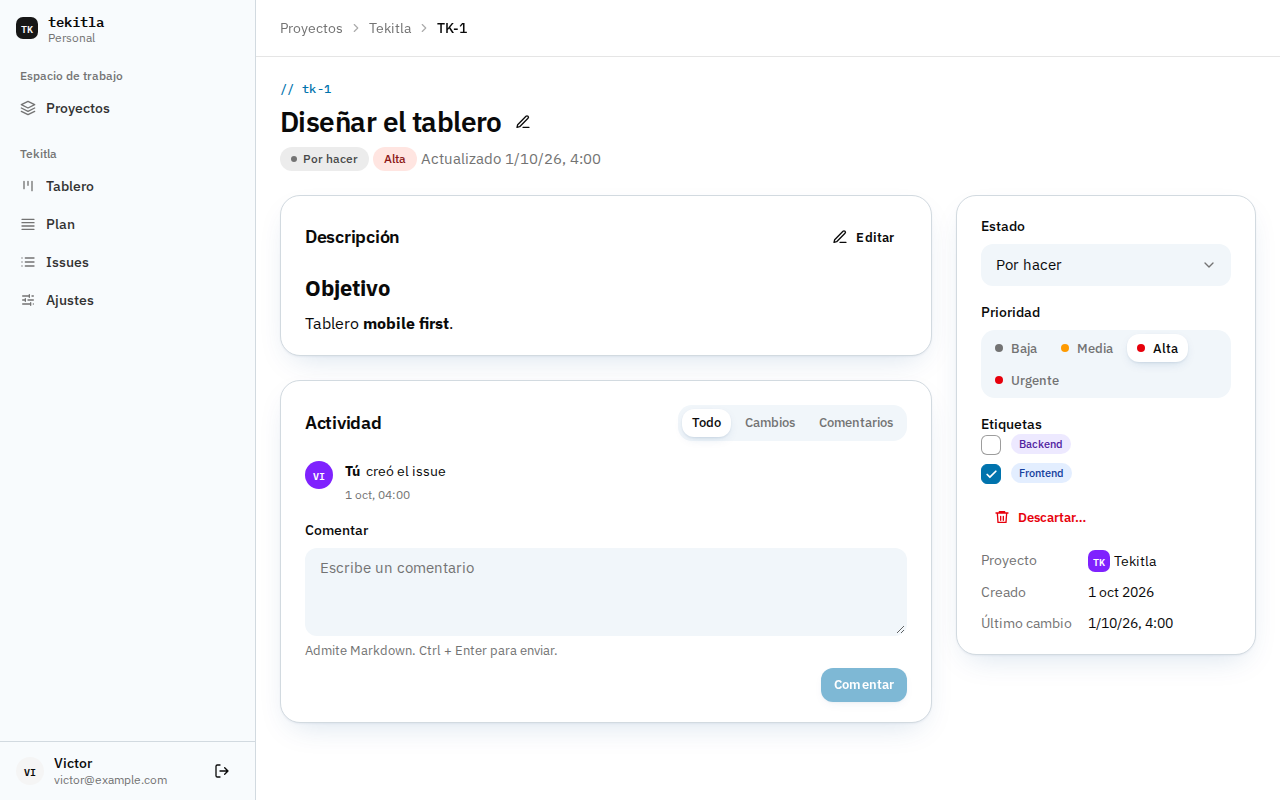 TK
tekitla
Personal
Espacio de trabajo
Proyectos
Tekitla
Tablero
Plan
Issues
Ajustes
VI
Victor
victor@example.com
Proyectos > Tekitla > TK-1
// tk-1
Diseñar el tablero
Por hacer Alta Actualizado 1/10/26, 4:00
Descripción Editar
Objetivo
Tablero mobile first.
Actividad Todo Cambios Comentarios
VI Tú creó el issue
1 oct, 04:00
Comentar
Escribe un comentario
Admite Markdown. Ctrl + Enter para enviar.
Comentar
Estado
Por hacer
Prioridad
Baja Media Alta
Urgente
Etiquetas
Backend
Frontend
Descartar...
Proyecto TK Tekitla
Creado 1 oct 2026
Último cambio 1/10/26, 4:00